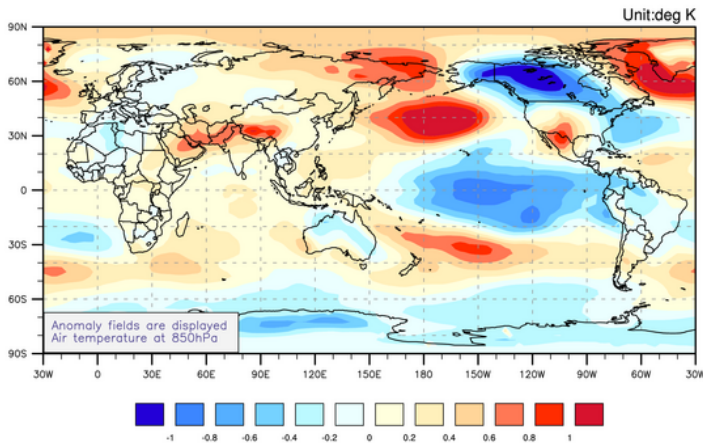 Unit:deg K
90N
60N
30N
0
30S
60S
90S
Anomaly fields are displayed
Air temperature at 850hPa
30W 0 30E 60E 90E 120E 150E 180 150W 120W 90W 60W 30W
-1 -0.8 -0.6 -0.4 -0.2 0 0.2 0.4 0.6 0.8 1